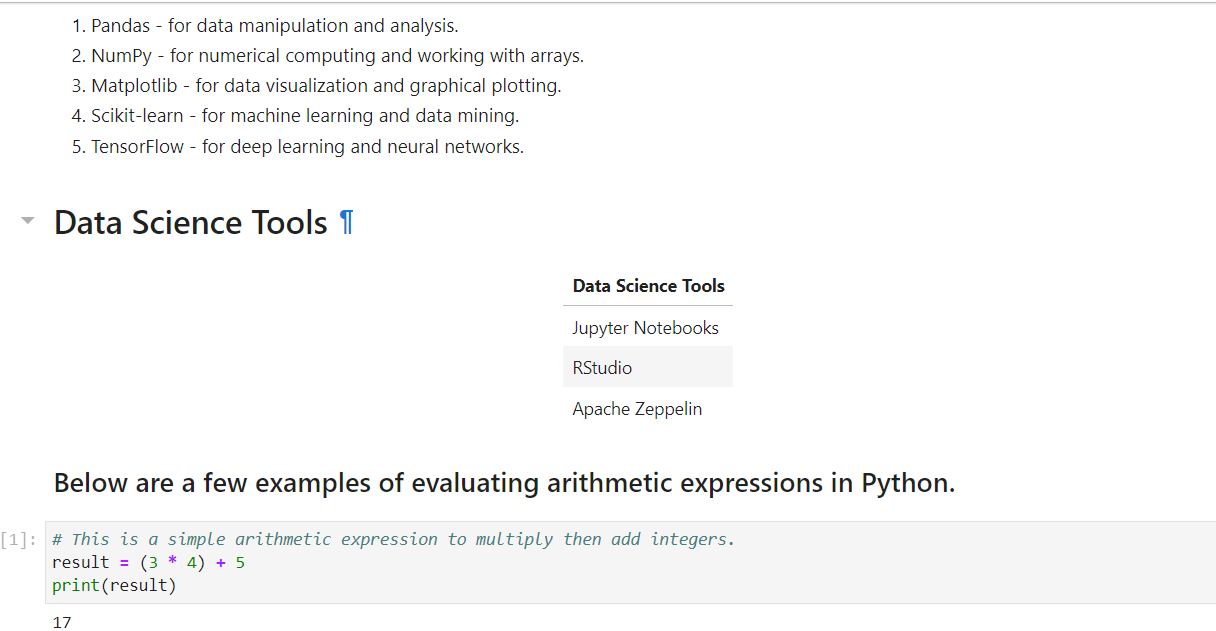 1. Pandas - for data manipulation and analysis.
2. NumPy - for numerical computing and working with arrays.
3. Matplotlib - for data visualization and graphical plotting.
4. Scikit-learn - for machine learning and data mining.
5. TensorFlow - for deep learning and neural networks.
Data Science Tools ¶
Data Science Tools
Jupyter Notebooks
RStudio
Apache Zeppelin
Below are a few examples of evaluating arithmetic expressions in Python.
[1]: # This is a simple arithmetic expression to multiply then add integers.
result = (3 * 4) + 5
print(result)
17